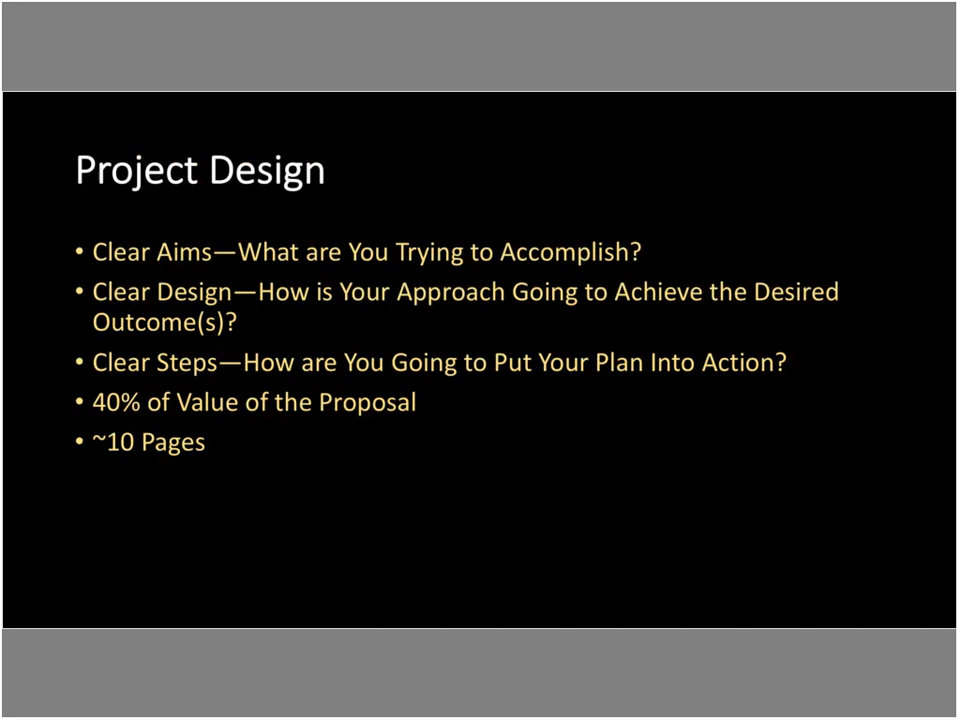 Project Design
• Clear Aims—What are You Trying to Accomplish?
• Clear Design—How is Your Approach Going to Achieve the Desired
Outcome(s)?
• Clear Steps—How are You Going to Put Your Plan Into Action?
• 40% of Value of the Proposal
• ~10 Pages